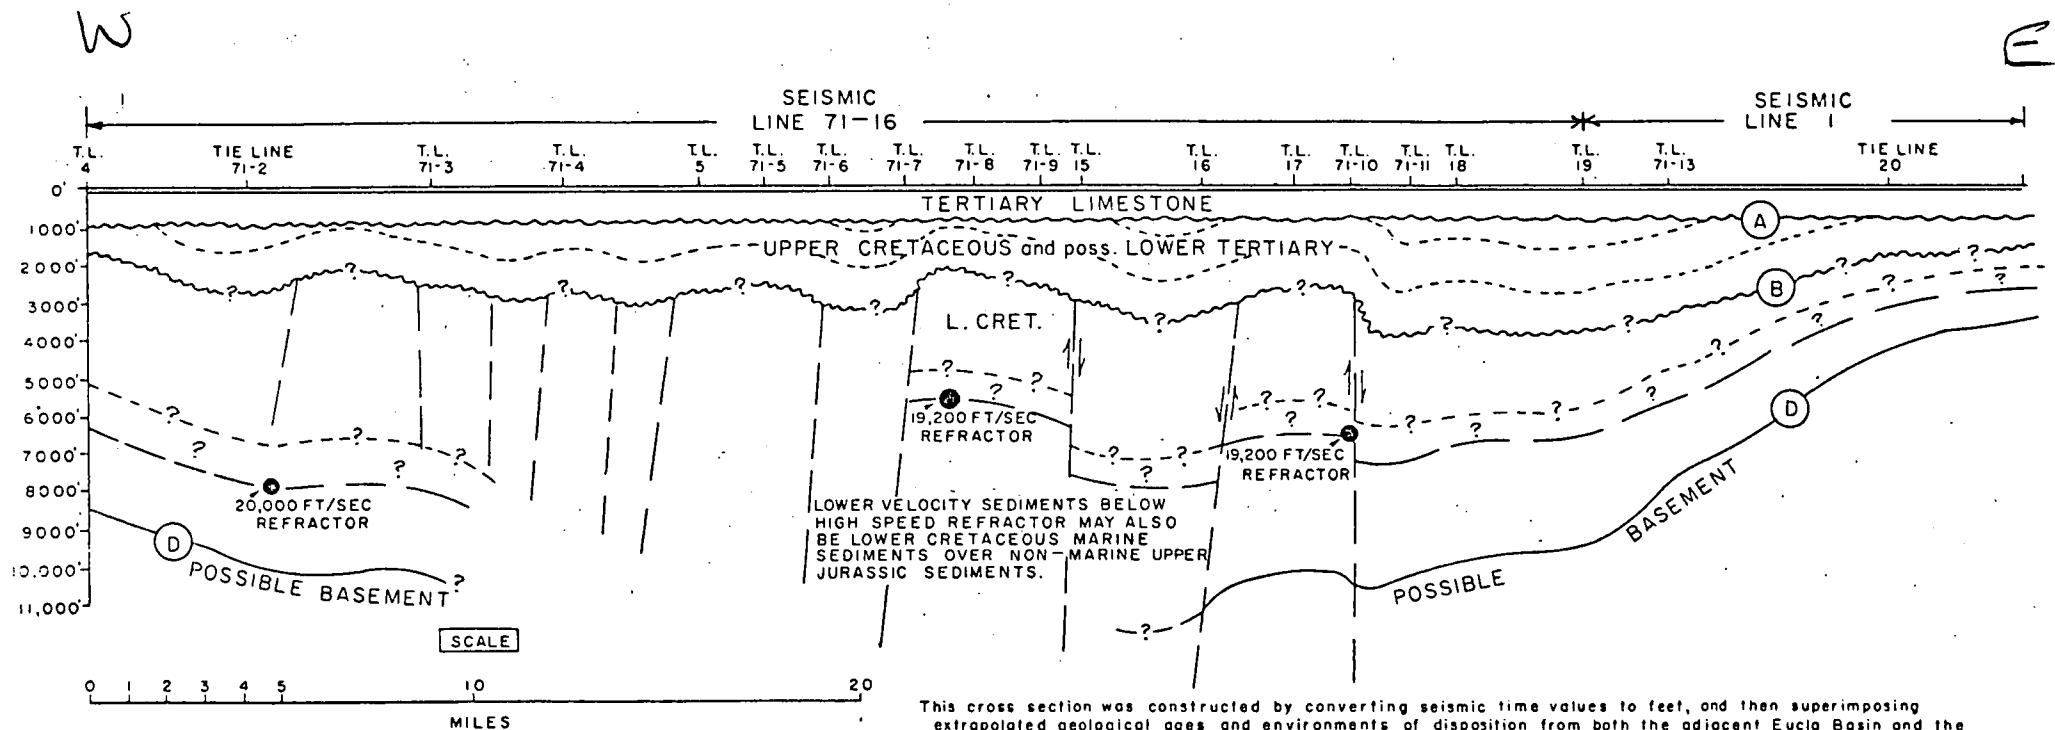 W
E
SEISMIC
LINE 71-16
SEISMIC
LINE 1
T.L.
4
TIE LINE
71-2
T.L.
71-3
T.L.
71-4
T.L.
5
T.L.
71-5
T.L.
71-6
T.L.
71-7
T.L.
71-8
T.L.
71-9
T.L.
15
T.L.
16
T.L.
17
T.L.
71-10
T.L.
71-11
T.L.
18
T.L.
19
T.L.
71-13
TIE LINE
20
0'
1000'
2000'
3000'
4000'
5000'
6000'
7000'
8000'
9000'
10,000'
11,000'
TERTIARY LIMESTONE
A
UPPER CRETACEOUS and poss. LOWER TERTIARY
B
L. CRET.
19,200 FT/SEC
REFRACTOR
19,200 FT/SEC
REFRACTOR
20,000 FT/SEC
REFRACTOR
D
D
LOWER VELOCITY SEDIMENTS BELOW
HIGH SPEED REFRACTOR MAY ALSO
BE LOWER CRETACEOUS MARINE
SEDIMENTS OVER NON-MARINE UPPER
JURASSIC SEDIMENTS.
POSSIBLE BASEMENT
POSSIBLE BASEMENT
SCALE
0 1 2 3 4 5 10 20
MILES
This cross section was constructed by converting seismic time values to feet, and then superimposing
extrapolated geological ages and environments of disposition from both the adjacent Eucla Basin and the